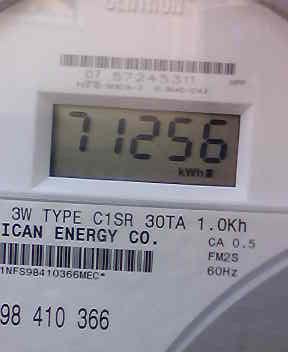 CENTRON
07 57245311
71256
kWh
3W TYPE C1SR 30TA 1.0Kh
ICAN ENERGY CO.
CA 0.5
FM2S
60Hz
1NFS98410366MEC*
98 410 366